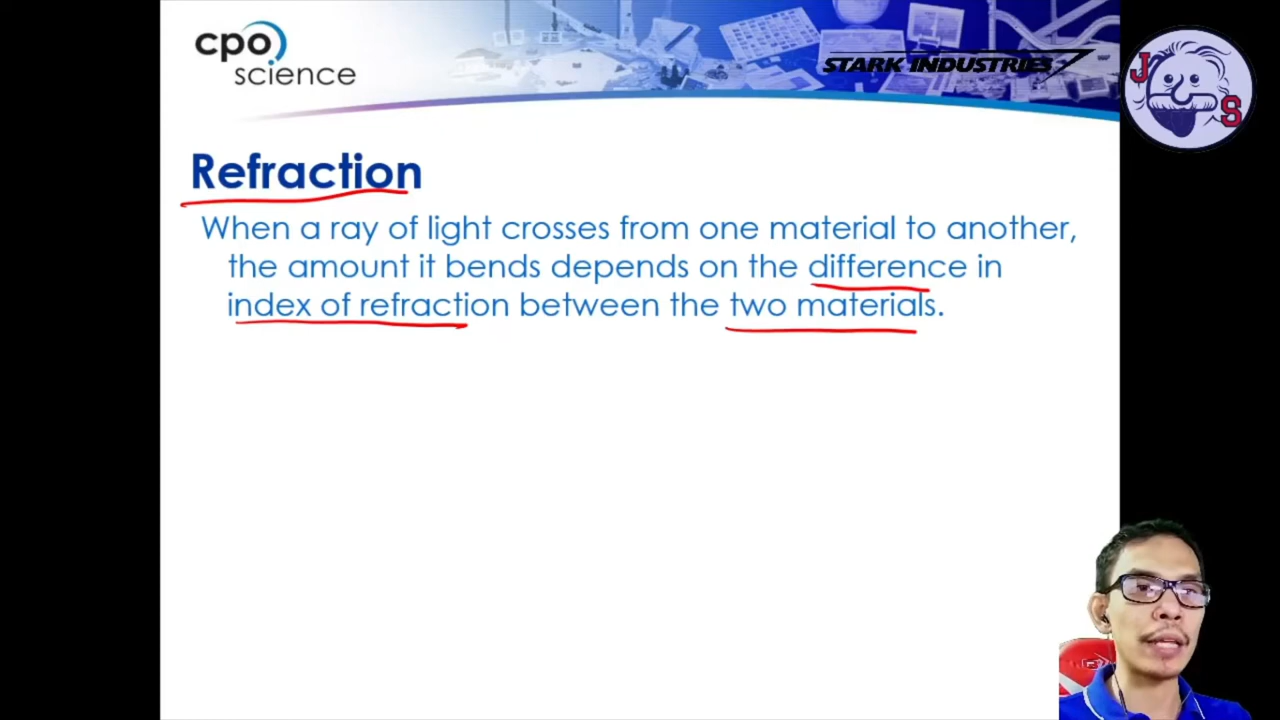 cpo
science
STARK INDUSTRIES
J
S
Refraction
When a ray of light crosses from one material to another,
the amount it bends depends on the difference in
index of refraction between the two materials.